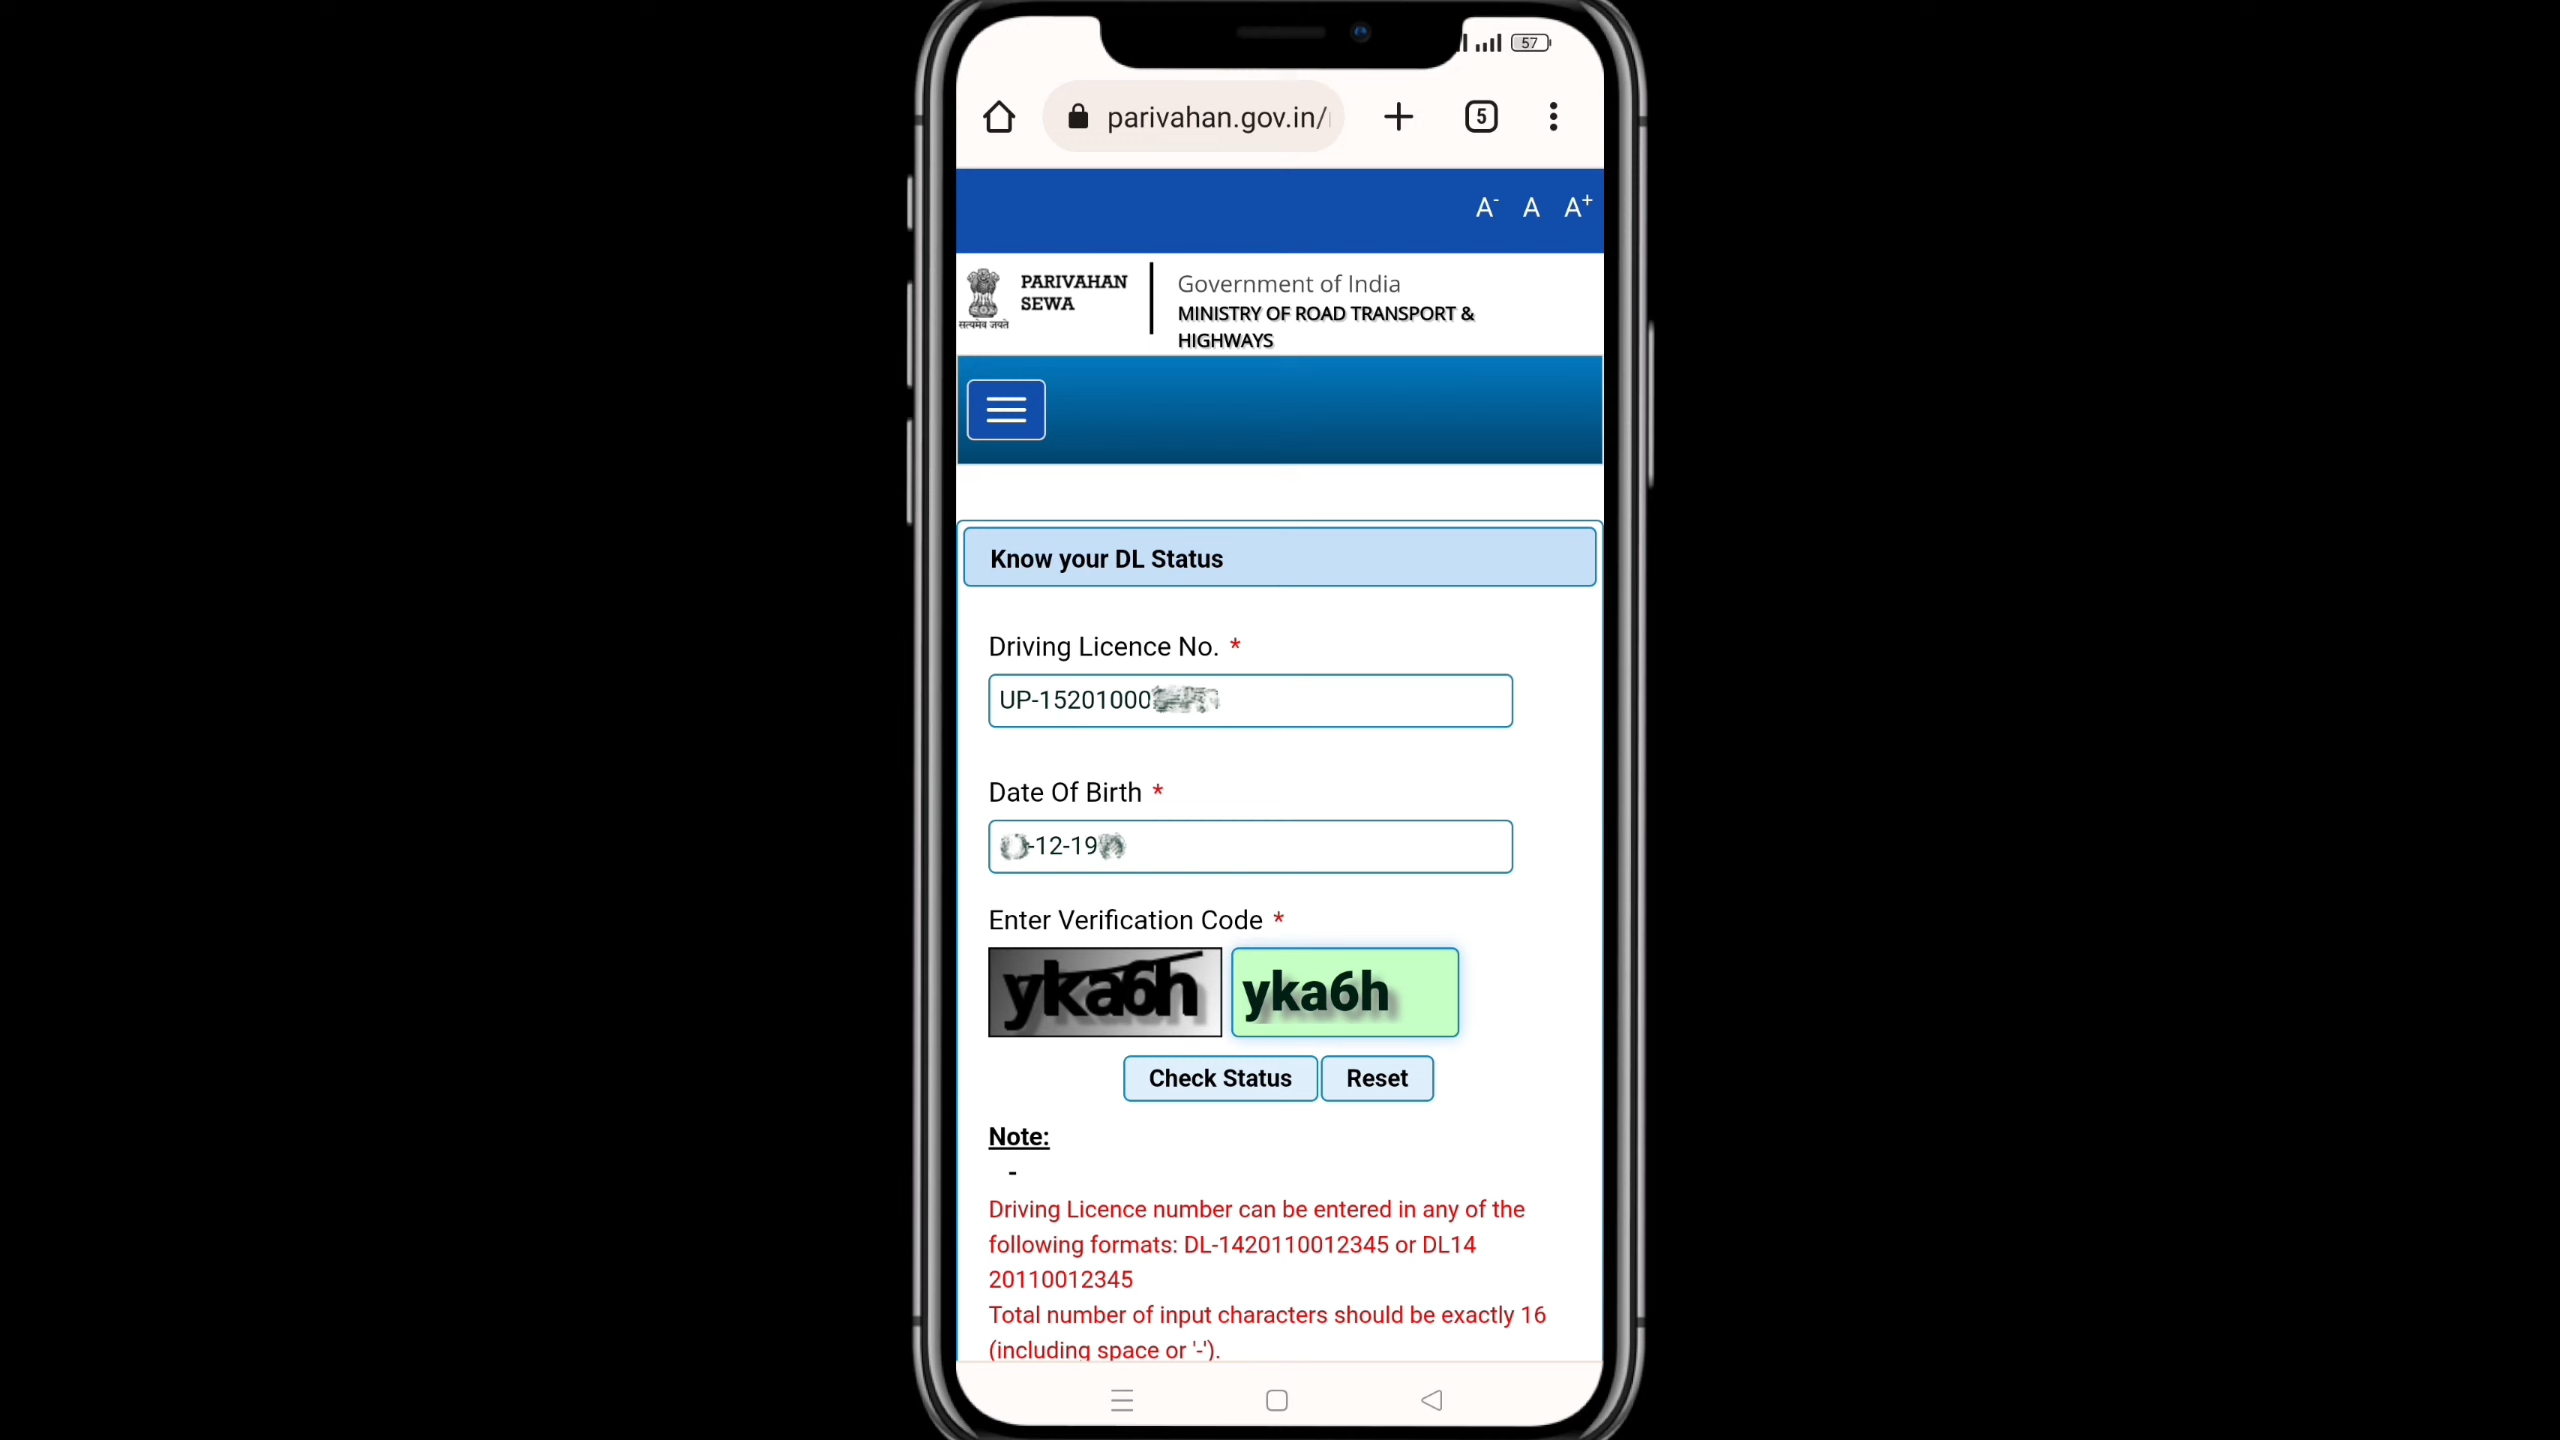 57
parivahan.gov.in/
5
A- A A+
PARIVAHAN
SEWA
सत्यमेव जयते
Government of India
MINISTRY OF ROAD TRANSPORT &
HIGHWAYS
Know your DL Status
Driving Licence No. *
UP-15201000
Date Of Birth *
-12-19
Enter Verification Code *
yka6h yka6h
Check Status Reset
Note:
-
Driving Licence number can be entered in any of the
following formats: DL-1420110012345 or DL14
20110012345
Total number of input characters should be exactly 16
(including space or '-').